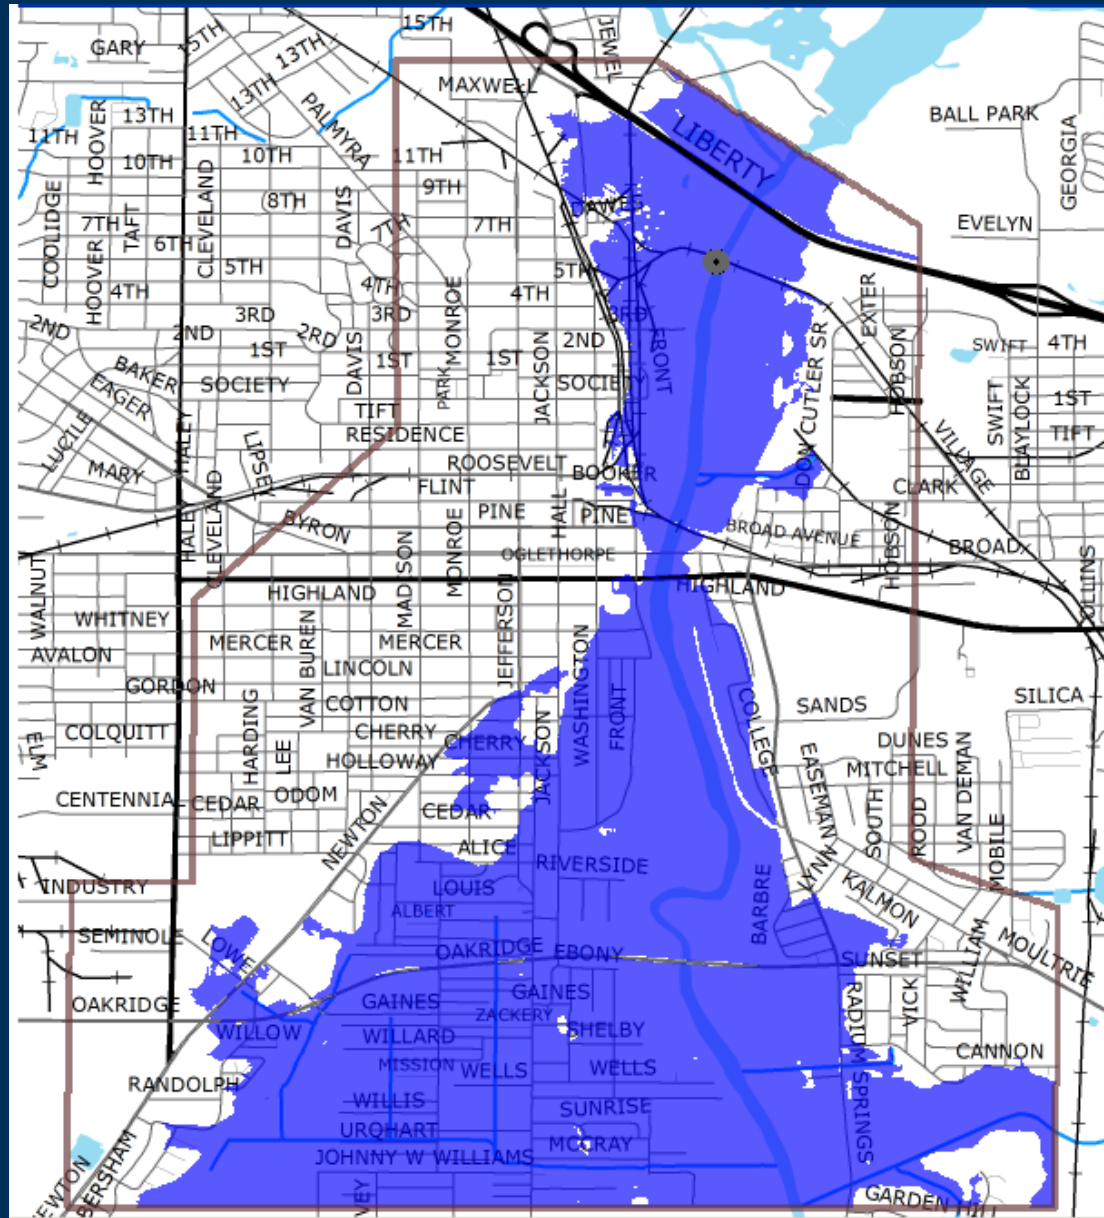 15TH
JEWEL
15TH
GARY
13TH
MAXWELL
13TH
PALMYRA
HOOVER
13TH
BALL PARK
GEORGIA
11TH
11TH
LIBERTY
10TH
10TH
11TH
CLEVELAND
COOLIDGE
9TH
8TH
DAVIS
DAWES
7TH
TAFT
7TH
7TH
EVELYN
6TH
HOOVER
5TH
5TH
4TH
4TH
4TH
EXTER
3RD
3RD
3RD
MONROE
2ND
2ND
2RD
2ND
FRONT
DON CUTLER SR
HOBSON
SWIFT
4TH
1ST
DAVIS
1ST
1ST
JACKSON
BAKER
PARK
SOCIETY
SOCIET
EAGER
SWIFT
BLAYLOCK
1ST
TIFT
LUCILE
HALEY
RESIDENCE
VILLAGE
TIFT
LIPSEY
MARY
ROOSEVELT
BOOKER
CLEVELAND
FLINT
CLARK
HALL
PINE
PINE
HALE
BYRON
MONROE
BROAD AVENUE
HOBSON
MADISON
OGLETHORPE
BROAD
WALNUT
HIGHLAND
HIGHLAND
OLLINS
WHITNEY
JEFFERSON
VAN BUREN
MERCER
MERCER
WASHINGTON
AVALON
LINCOLN
GORDON
COTTON
FRONT
COLLEGE
SANDS
SILICA
HARDING
COLQUITT
CHERRY
CHERRY
JACKSON
DUNES
ELM
LEE
HOLLOWAY
EASEMAN
MITCHELL
VAN DEMAN
CENTENNIAL
CEDAR
ODOM
CEDAR
SOUTH
ROOD
LIPPITT
NEWTON
ALICE
MOBILE
RIVERSIDE
LYNN
INDUSTRY
LOUIS
KALMON
ALBERT
BARBRE
SEMINOLE
LOWE
OAKRIDGE
EBONY
WILLIAM
MOULTRIE
SUNSET
OAKRIDGE
GAINES
GAINES
VICK
ZACKERY
WILLOW
WILLARD
SHELBY
RADIUM SPRINGS
CANNON
MISSION
WELLS
WELLS
RANDOLPH
WILLIS
SUNRISE
URQHART
MCCRAY
JOHNNY W WILLIAMS
BERSHAM
NEWTON
VEY
GARDEN HILL